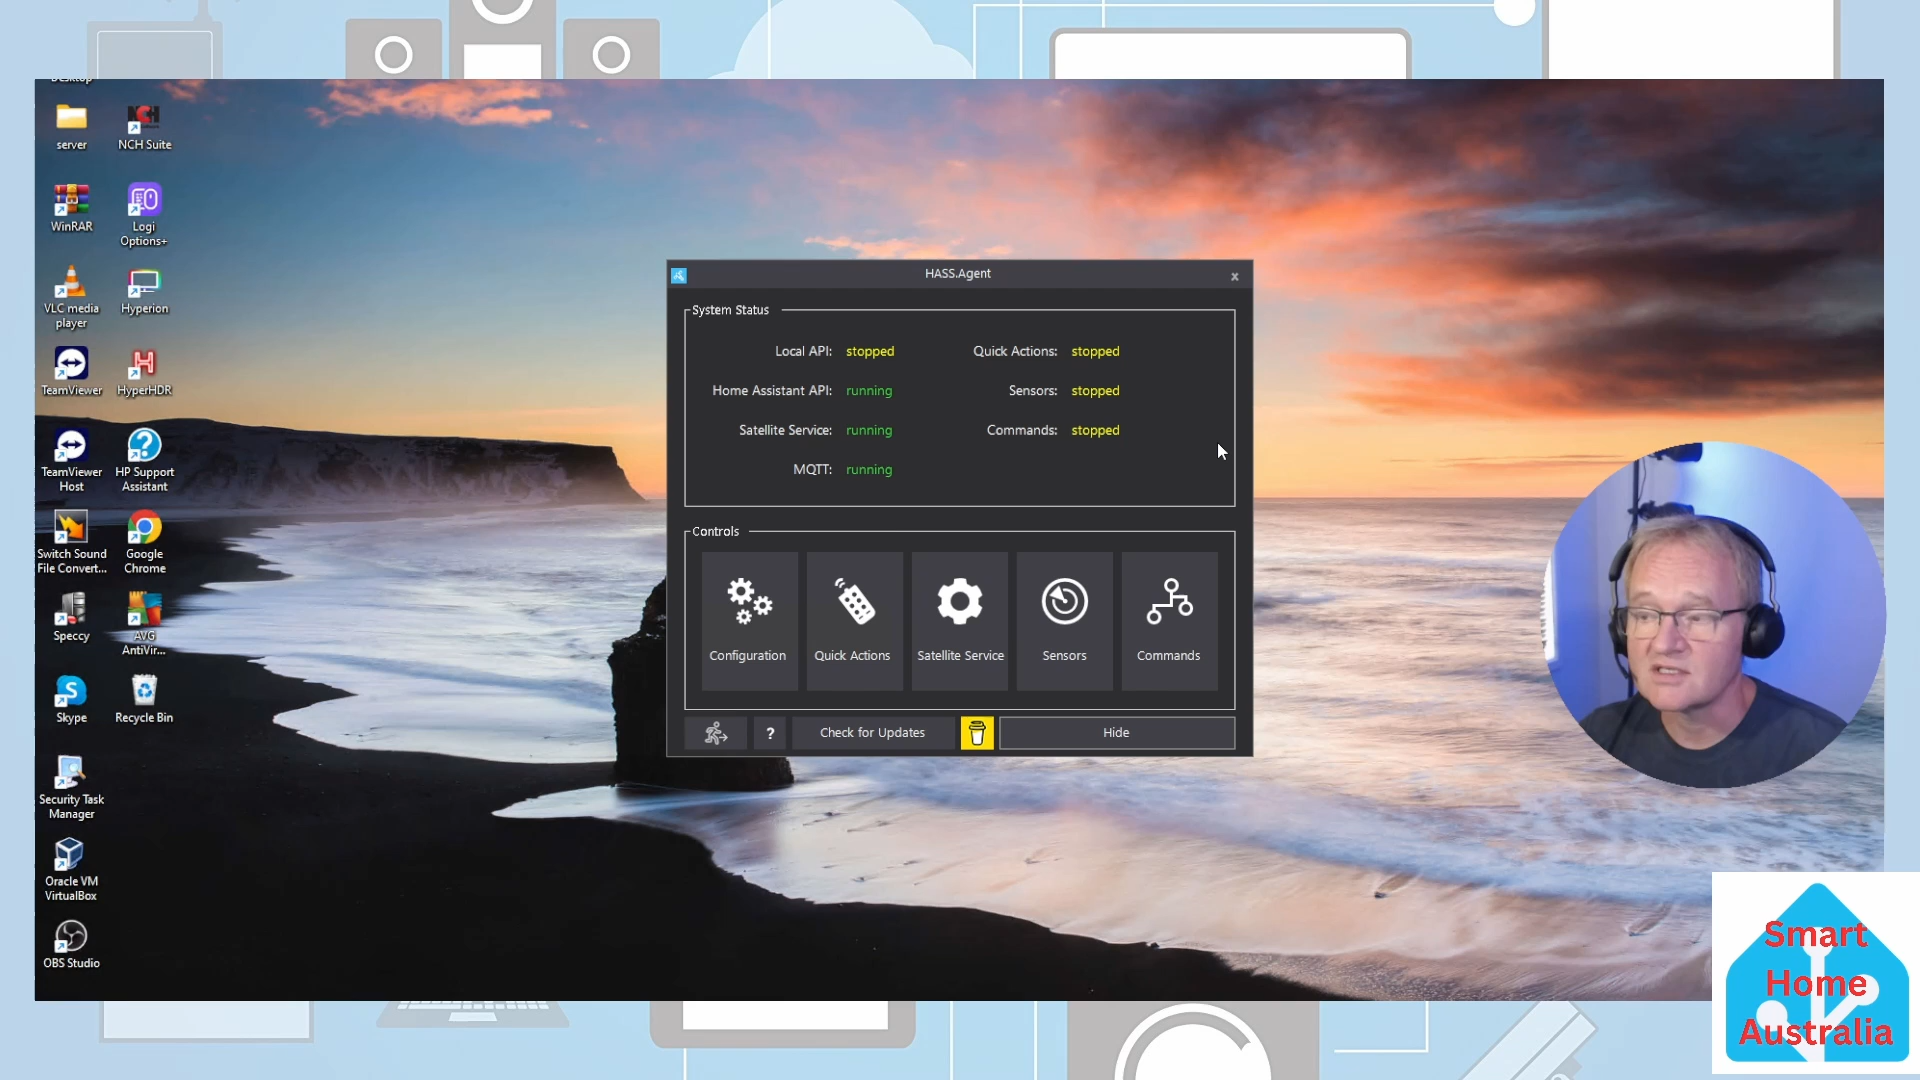 Desktop
server
NCH Suite
WinRAR
Logi
Options+
VLC media
player
Hyperion
TeamViewer
HyperHDR
TeamViewer
Host
HP Support
Assistant
Switch Sound
File Convert...
Google
Chrome
Speccy
AVG
AntiVir...
Skype
Recycle Bin
Security Task
Manager
Oracle VM
VirtualBox
OBS Studio
HASS.Agent
x
System Status
Local API: stopped
Quick Actions: stopped
Home Assistant API: running
Sensors: stopped
Satellite Service: running
Commands: stopped
MQTT: running
Controls
Configuration
Quick Actions
Satellite Service
Sensors
Commands
?
Check for Updates
Hide
Smart
Home
Australia